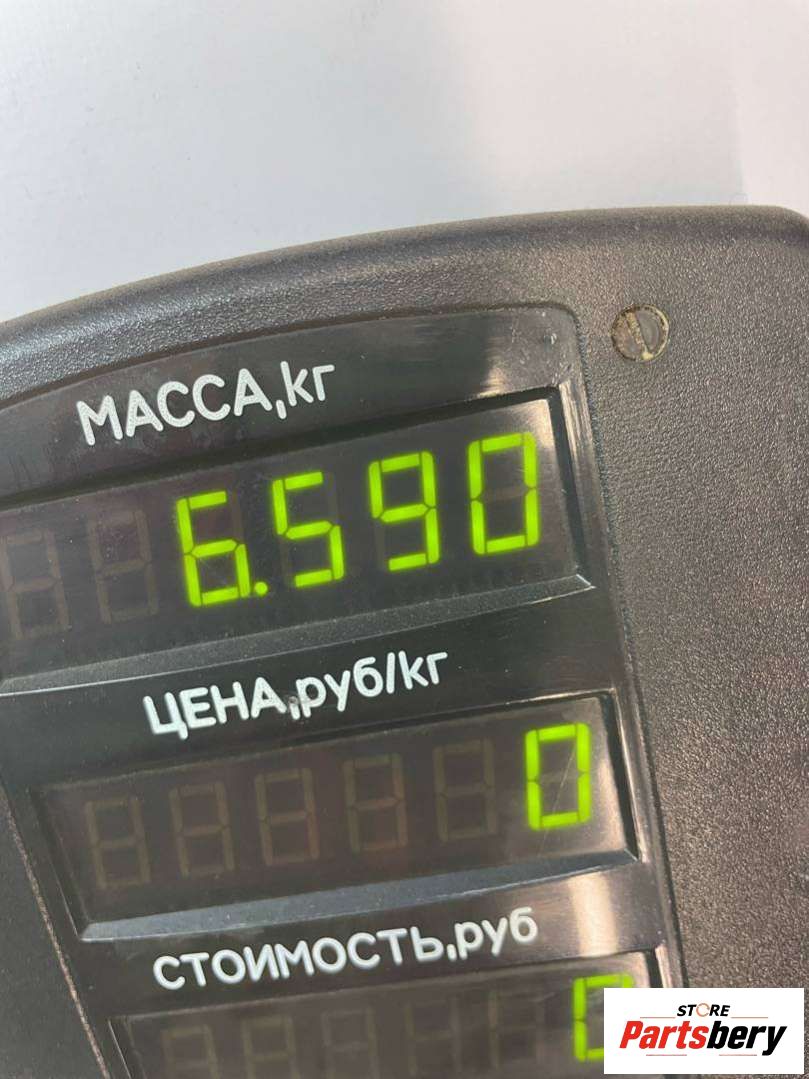 МАССА,кг
6.590
ЦЕНА,руб/кг
0
СТОИМОСТЬ,руб
0
STORE
Partsbery